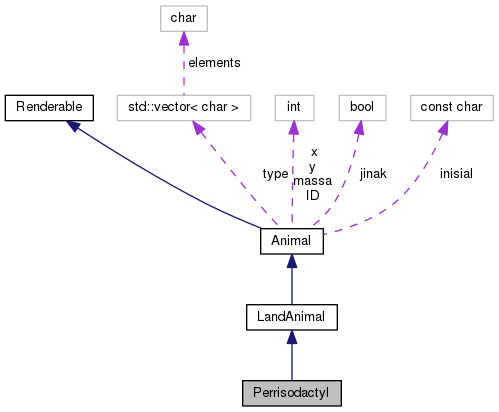 char
elements
Renderable
std::vector< char >
int
bool
const char
x
y
type
massa
jinak
inisial
ID
Animal
LandAnimal
Perrisodactyl